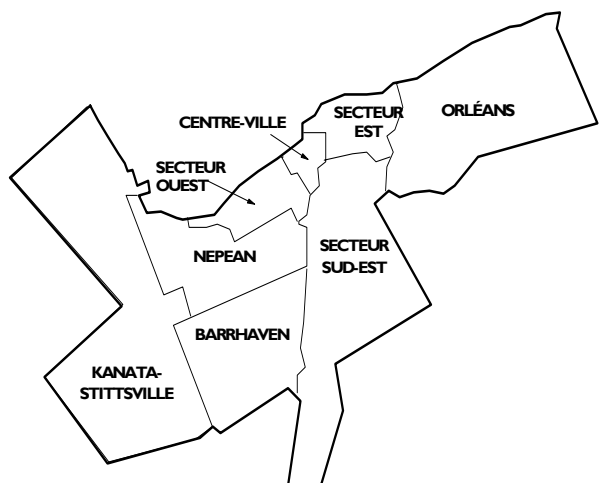 CENTRE-VILLE
SECTEUR
EST
ORLÉANS
SECTEUR
OUEST
NEPEAN
SECTEUR
SUD-EST
BARRHAVEN
KANATA-
STITTSVILLE